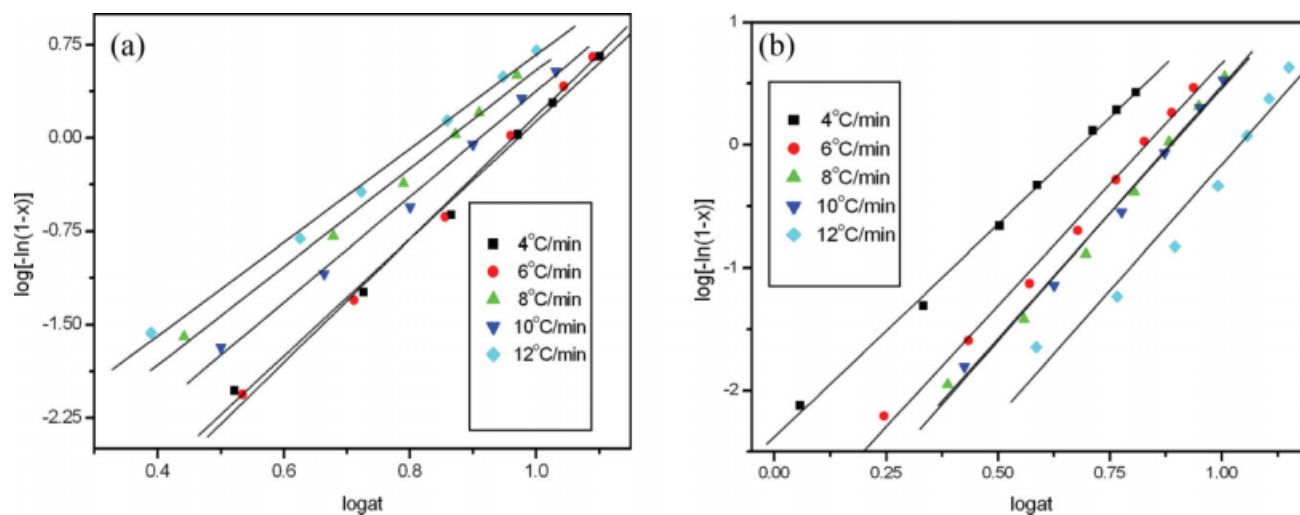 (a)
0.75
0.00
-0.75
-1.50
-2.25
log[-ln(1-x)]
4°C/min
6°C/min
8°C/min
10°C/min
12°C/min
0.4
0.6
0.8
1.0
logat
(b)
1
0
-1
-2
log[-ln(1-x)]
4°C/min
6°C/min
8°C/min
10°C/min
12°C/min
0.00
0.25
0.50
0.75
1.00
logat